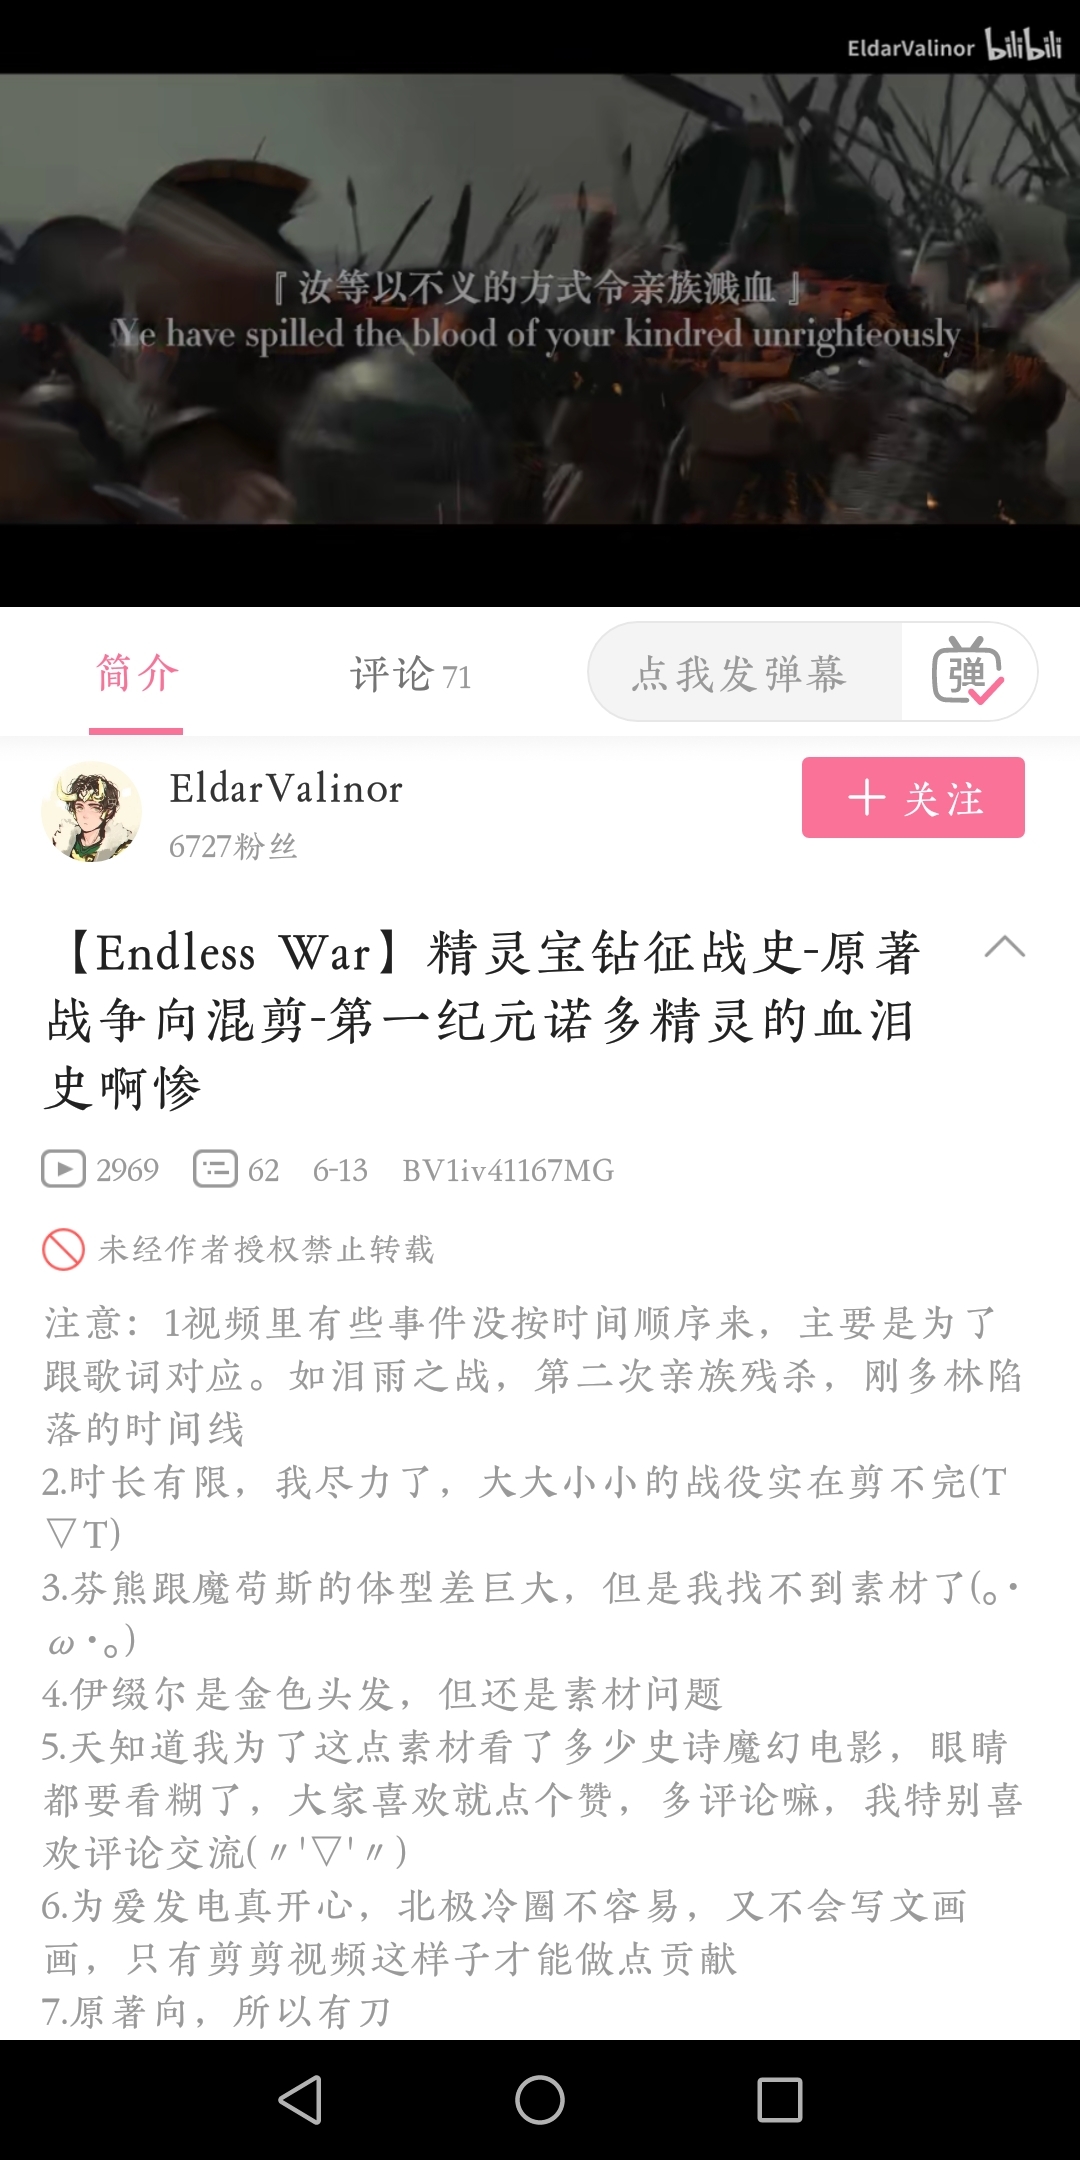 EldarValinor bilibili
『汝等以不义的方式令亲族溅血』
Ye have spilled the blood of your kindred unrighteously
简介
评论 71
点我发弹幕
弹
EldarValinor
6727粉丝
+ 关注
【Endless War】精灵宝钻征战史-原著
战争向混剪-第一纪元诺多精灵的血泪
史啊惨
2969 62 6-13 BV1iv41167MG
未经作者授权禁止转载
注意：1视频里有些事件没按时间顺序来，主要是为了
跟歌词对应。如泪雨之战，第二次亲族残杀，刚多林陷
落的时间线
2.时长有限，我尽力了，大大小小的战役实在剪不完(T
▽T)
3.芬熊跟魔苟斯的体型差巨大，但是我找不到素材了(。·
ω·。)
4.伊缀尔是金色头发，但还是素材问题
5.天知道我为了这点素材看了多少史诗魔幻电影，眼睛
都要看糊了，大家喜欢就点个赞，多评论嘛，我特别喜
欢评论交流(〃'▽'〃)
6.为爱发电真开心，北极冷圈不容易，又不会写文画
画，只有剪剪视频这样子才能做点贡献
7.原著向，所以有刀